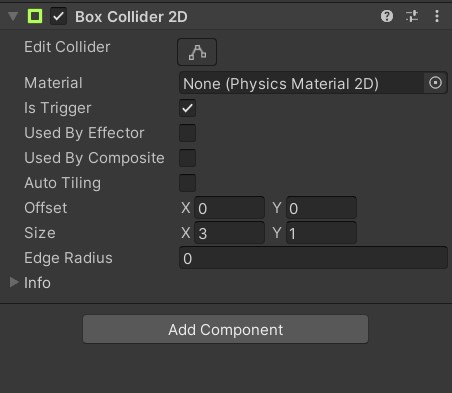 Box Collider 2D
Edit Collider
Material None (Physics Material 2D)
Is Trigger
Used By Effector
Used By Composite
Auto Tiling
Offset X 0 Y 0
Size X 3 Y 1
Edge Radius 0
Info
Add Component